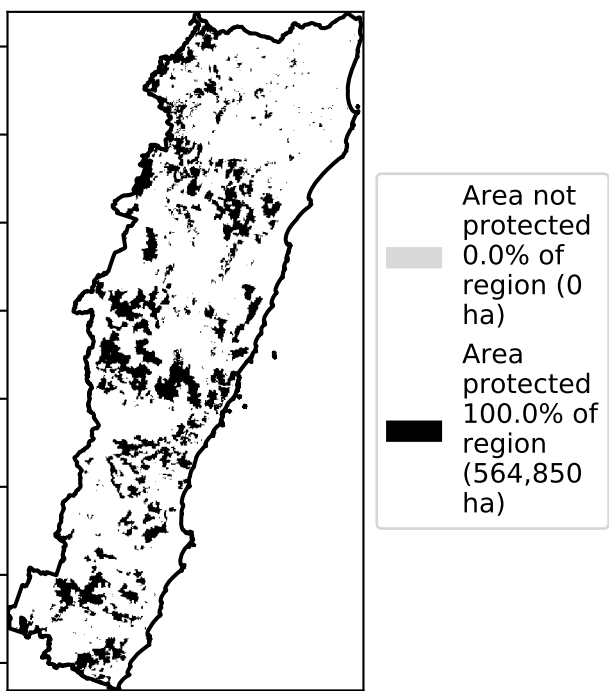 Area not
protected
0.0% of
region (0
ha)
Area
protected
100.0% of
region
(564,850
ha)